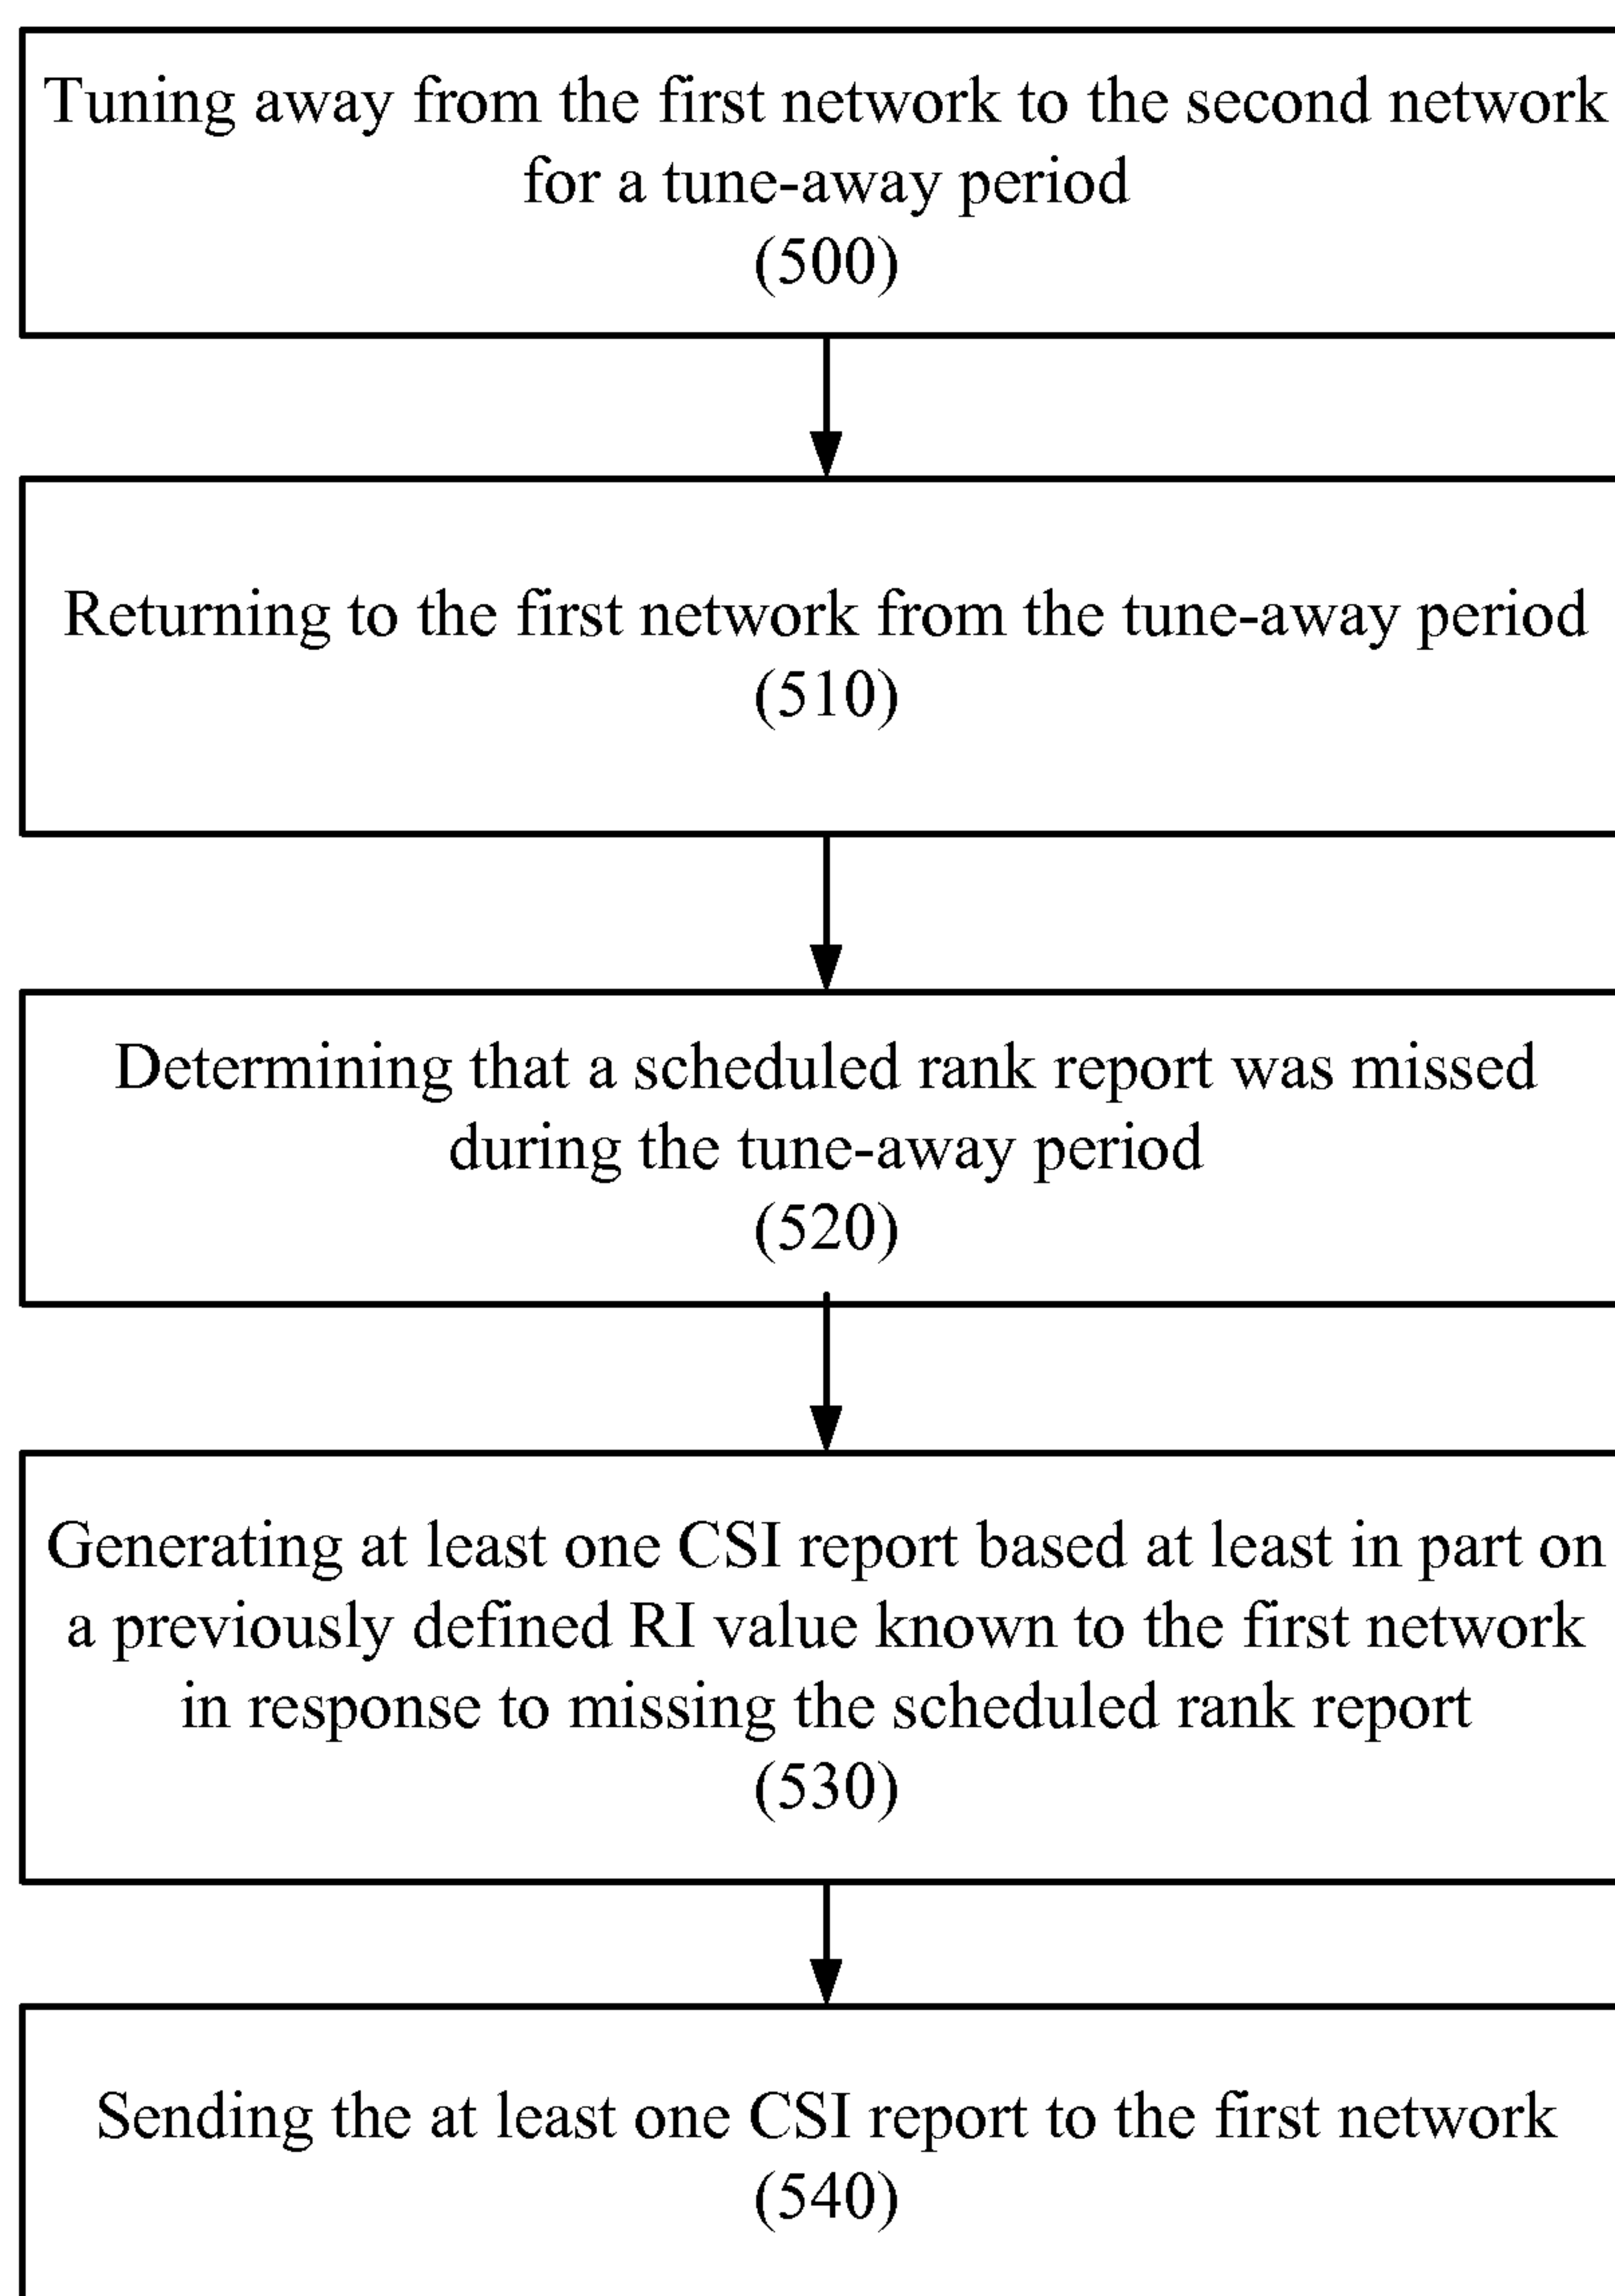 Tuning away from the first network to the second network
for a tune-away period
(500)
Returning to the first network from the tune-away period
(510)
Determining that a scheduled rank report was missed
during the tune-away period
(520)
Generating at least one CSI report based at least in part on
a previously defined RI value known to the first network
in response to missing the scheduled rank report
(530)
Sending the at least one CSI report to the first network
(540)